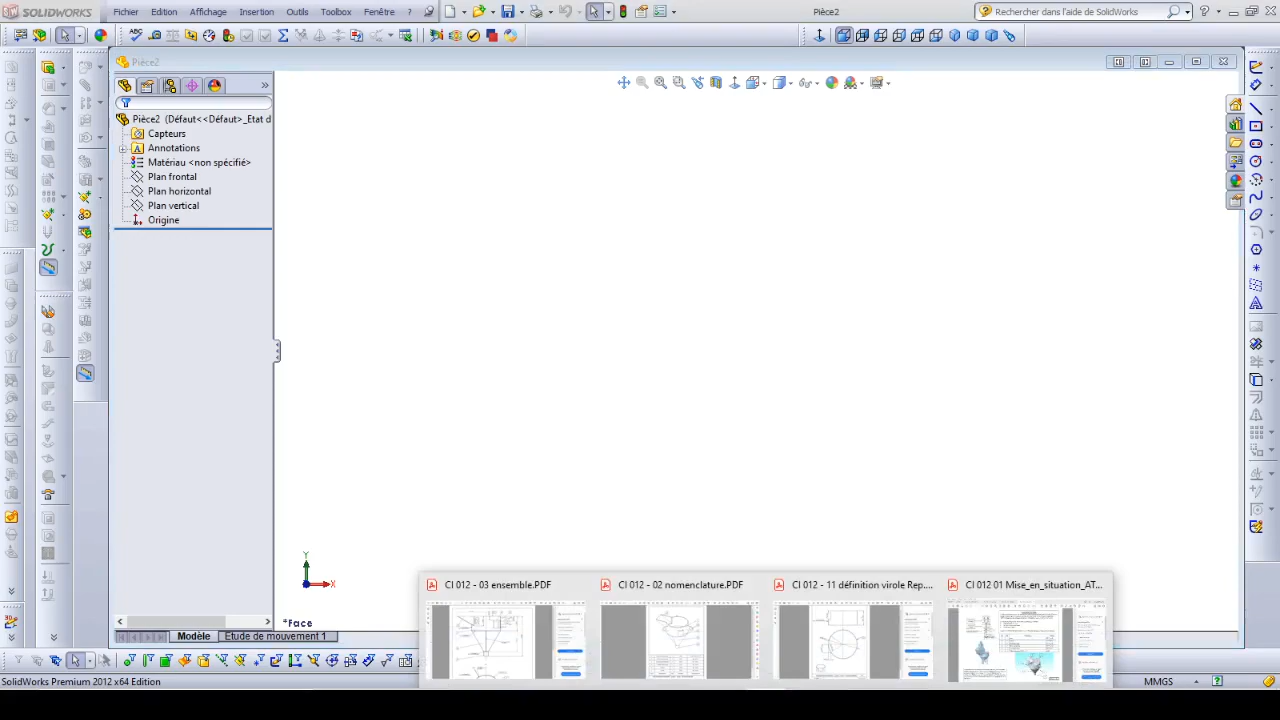 SOLIDWORKS Fichier Edition Affichage Insertion Outils Toolbox Fenêtre ? Pièce2 Rechercher dans l'aide de SolidWorks
Pièce2
Pièce2 (Défaut<<Défaut>_Etat d
Capteurs
Annotations
Matériau <non spécifié>
Plan frontal
Plan horizontal
Plan vertical
Origine
Y
X
*Face
CI 012 - 03 ensemble.PDF
CI 012 - 02 nomenclature.PDF
CI 012 - 11 définition virole Rep....
CI 012 01 Mise_en_situation_AT...
Modèle Etude de mouvement 1
SolidWorks Premium 2012 x64 Edition MMGS